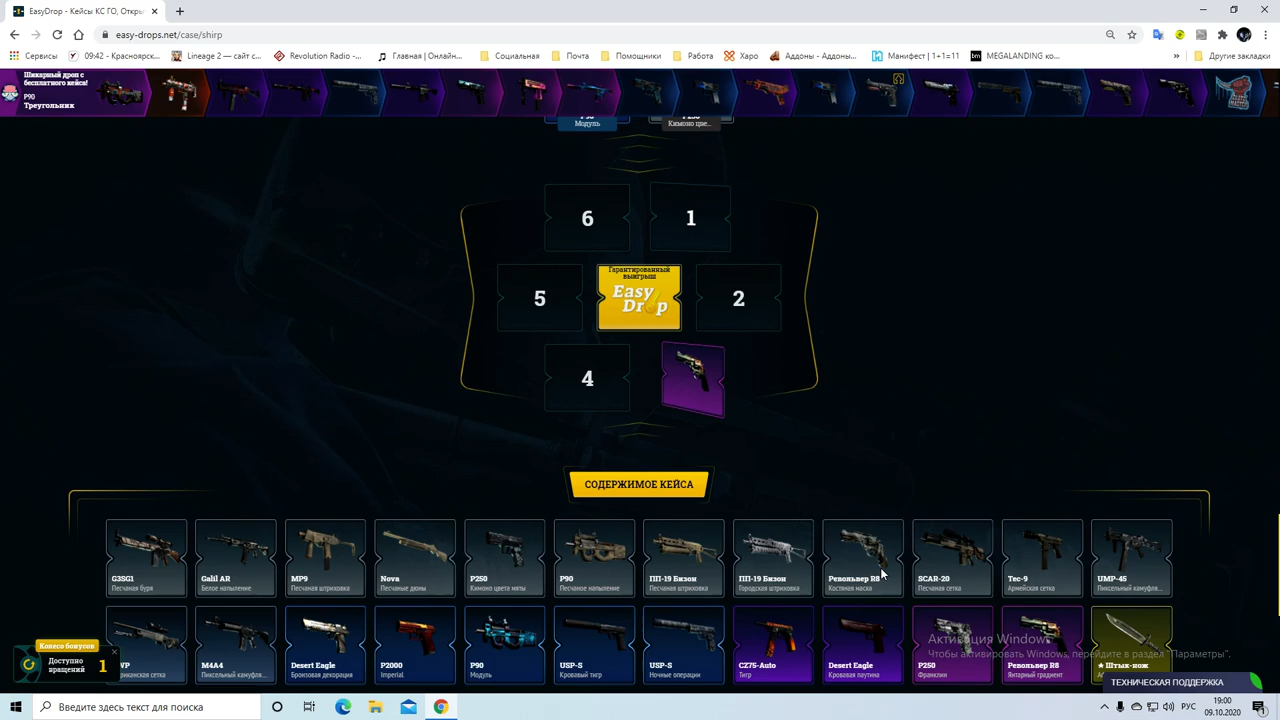 EasyDrop - Кейсы КС ГО, Откры
easy-drops.net/case/shirp
Сервисы
09:42 - Красноярск...
Lineage 2 — сайт с...
Revolution Radio -...
Главная | Онлайн...
Социальная
Почта
Помощники
Работа
Харо
Аддоны - Аддоны...
Манифест | 1+1=11
MEGALANDING ко...
»
Другие закладки
Шикарный дроп с
бесплатного кейса!
P90
Треугольник
Модуль
Кимоно цве...
6
1
5
Гарантированный
выигрыш
Easy
Drop
2
4
СОДЕРЖИМОЕ КЕЙСА
G3SG1
Песчаная буря
Galil AR
Белое напыление
MP9
Песчаная штриховка
Nova
Песчаные дюны
P250
Кимоно цвета мяты
P90
Песчаное напыление
ПП-19 Бизон
Песчаная штриховка
ПП-19 Бизон
Городская штриховка
Револьвер R8
Костяная маска
SCAR-20
Песчаная сетка
Tec-9
Армейская сетка
UMP-45
Пиксельный камуфля...
M4A4
Пиксельный камуфля...
Desert Eagle
Бронзовая декорация
P2000
Imperial
P90
Модуль
USP-S
Кровавый тигр
USP-S
Ночные операции
CZ75-Auto
Тигр
Desert Eagle
Кровавая паутина
P250
Франклин
Револьвер R8
Янтарный градиент
★ Штык-нож
Колесо бонусов
Доступно
вращений
1
Активация Windows
Чтобы активировать Windows, перейдите в раздел "Параметры".
ТЕХНИЧЕСКАЯ ПОДДЕРЖКА
Введите здесь текст для поиска
РУС
19:00
09.10.2020